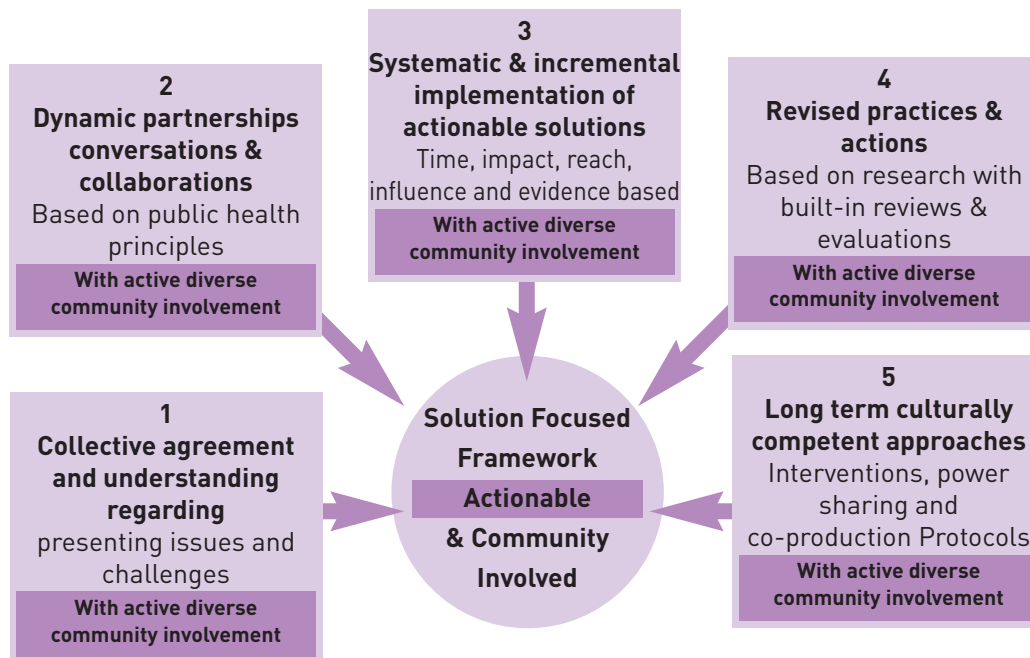 1
Collective agreement
and understanding
regarding
presenting issues and
challenges
With active diverse
community involvement
2
Dynamic partnerships
conversations &
collaborations
Based on public health
principles
With active diverse
community involvement
3
Systematic & incremental
implementation of
actionable solutions
Time, impact, reach,
influence and evidence based
With active diverse
community involvement
4
Revised practices &
actions
Based on research with
built-in reviews &
evaluations
With active diverse
community involvement
5
Long term culturally
competent approaches
Interventions, power
sharing and
co-production Protocols
With active diverse
community involvement
Solution Focused
Framework
Actionable
& Community
Involved